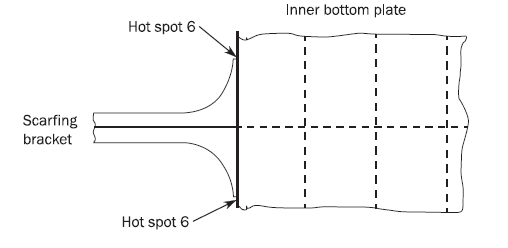 Inner bottom plate
Hot spot 6
Scarfing
bracket
Hot spot 6